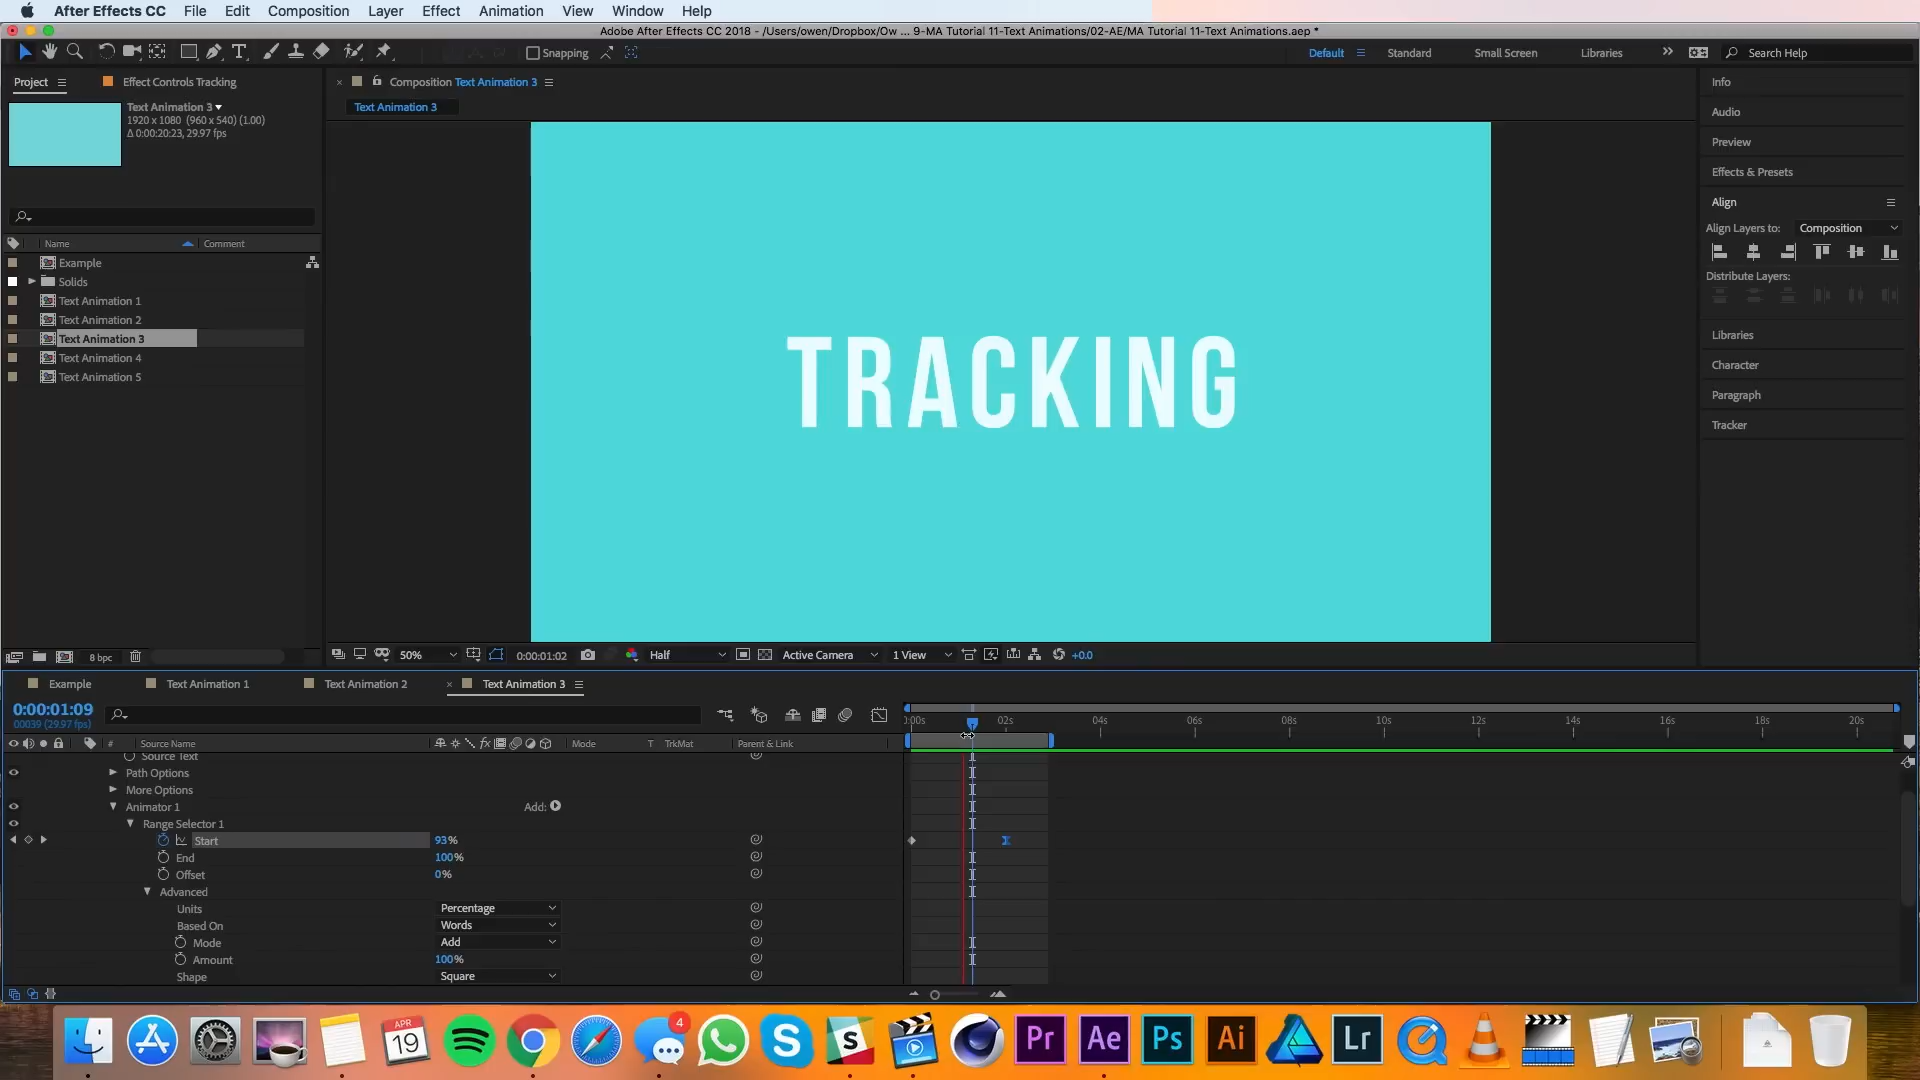 After Effects CC File Edit Composition Layer Effect Animation View Window Help
Adobe After Effects CC 2018 - /Users/owen/Dropbox/Ow ... 9-MA Tutorial 11-Text Animations/02-AE/MA Tutorial 11-Text Animations.aep *
Snapping Default Standard Small Screen Libraries Search Help
Project Effect Controls Tracking
Composition Text Animation 3
Text Animation 3
Text Animation 3
1920 x 1080 (960 x 540) (1.00)
Δ 0:00:20:23, 29.97 fps
Name Comment
Example
Solids
Text Animation 1
Text Animation 2
Text Animation 3
Text Animation 4
Text Animation 5
TRACKING
Info
Audio
Preview
Effects & Presets
Align
Align Layers to: Composition
Distribute Layers:
Libraries
Character
Paragraph
Tracker
8 bpc
50% 0:00:01:02 Half Active Camera 1 View +0.0
Example Text Animation 1 Text Animation 2 Text Animation 3
0:00:01:09
00039 (29.97 fps)
0:00s 02s 04s 06s 08s 10s 12s 14s 16s 18s 20s
# Source Name fx Mode T TrkMat Parent & Link
Source Text
Path Options
More Options
Animator 1 Add:
Range Selector 1
Start 93%
End 100%
Offset 0%
Advanced
Units Percentage
Based On Words
Mode Add
Amount 100%
Shape Square
APR
19
4
S
Pr
Ae
Ps
Ai
Lr